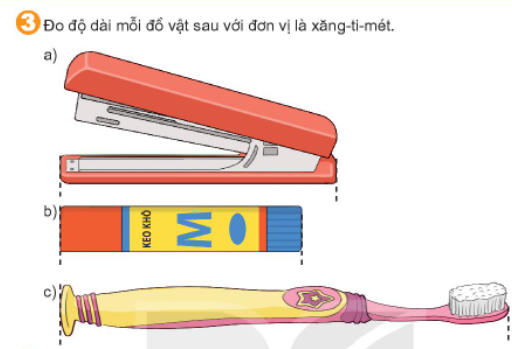 3 Đo độ dài mỗi đồ vật sau với đơn vị là xăng-ti-mét.
a)
b)
KEO KHÔ
M
c)